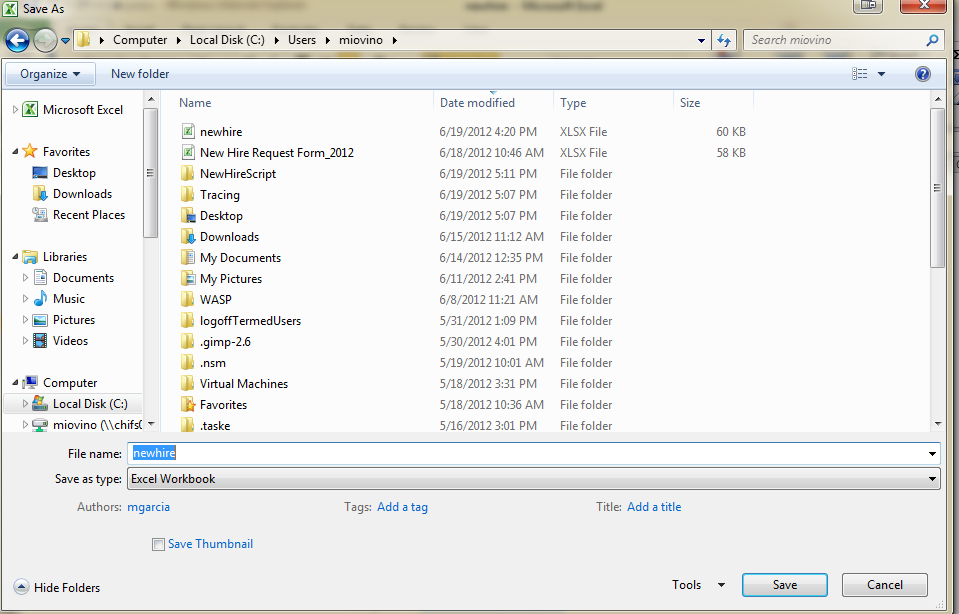 Save As
newhire - Microsoft Excel
Computer Local Disk (C:) Users miovino
Search miovino
Organize New folder
Microsoft Excel
Favorites
Desktop
Downloads
Recent Places
Libraries
Documents
Music
Pictures
Videos
Computer
Local Disk (C:)
miovino (\\chifs0
Name Date modified Type Size
newhire 6/19/2012 4:20 PM XLSX File 60 KB
New Hire Request Form_2012 6/18/2012 10:46 AM XLSX File 58 KB
NewHireScript 6/19/2012 5:11 PM File folder
Tracing 6/19/2012 5:07 PM File folder
Desktop 6/19/2012 5:07 PM File folder
Downloads 6/15/2012 11:12 AM File folder
My Documents 6/14/2012 12:35 PM File folder
My Pictures 6/11/2012 2:41 PM File folder
WASP 6/8/2012 11:21 AM File folder
logoffTermedUsers 5/31/2012 1:09 PM File folder
.gimp-2.6 5/30/2012 4:01 PM File folder
.nsm 5/19/2012 10:01 AM File folder
Virtual Machines 5/18/2012 3:31 PM File folder
Favorites 5/18/2012 10:36 AM File folder
.taske 5/16/2012 3:01 PM File folder
File name: newhire
Save as type: Excel Workbook
Authors: mgarcia Tags: Add a tag Title: Add a title
Save Thumbnail
Hide Folders Tools Save Cancel